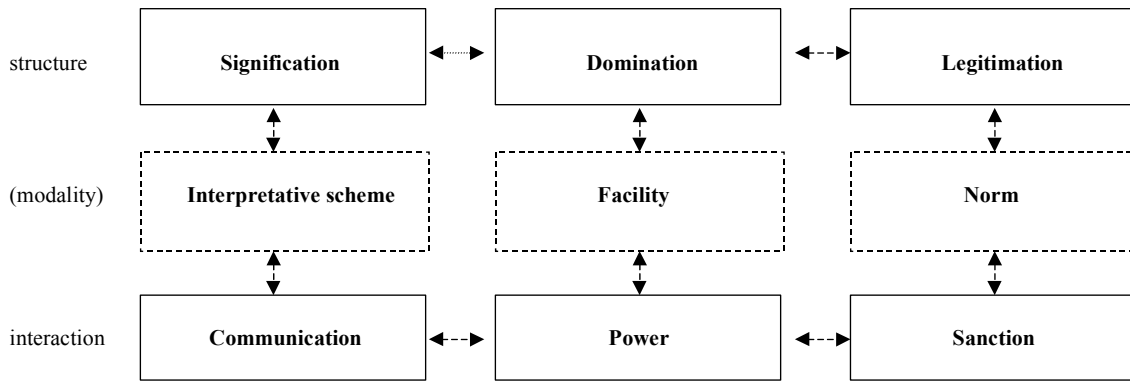 structure Signification Domination Legitimation
(modality) Interpretative scheme Facility Norm
interaction Communication Power Sanction